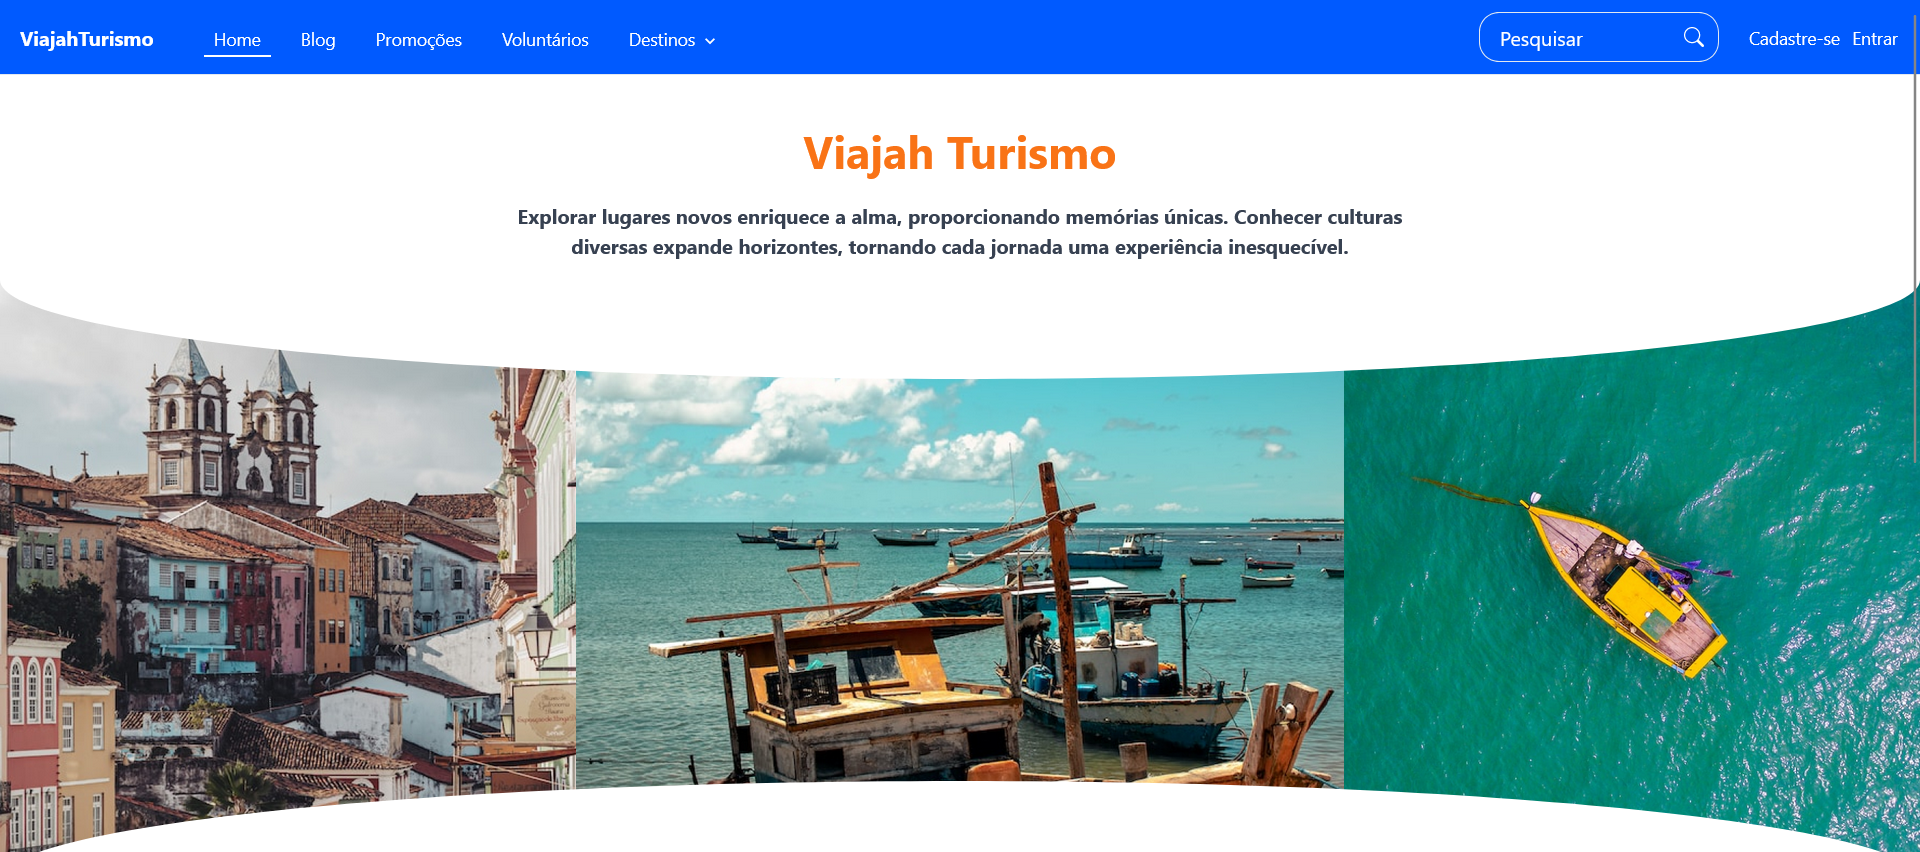 ViajahTurismo Home Blog Promoções Voluntários Destinos Pesquisar Cadastre-se Entrar
Viajah Turismo
Explorar lugares novos enriquece a alma, proporcionando memórias únicas. Conhecer culturas
diversas expande horizontes, tornando cada jornada uma experiência inesquecível.